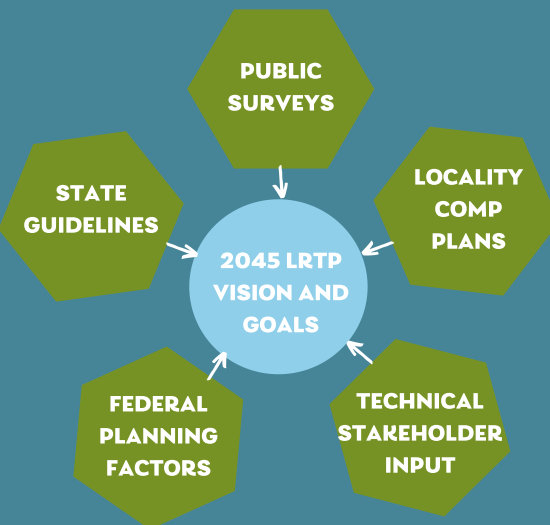 PUBLIC
SURVEYS
LOCALITY
COMP
PLANS
STATE
GUIDELINES
2045 LRTP
VISION AND
GOALS
FEDERAL
PLANNING
FACTORS
TECHNICAL
STAKEHOLDER
INPUT